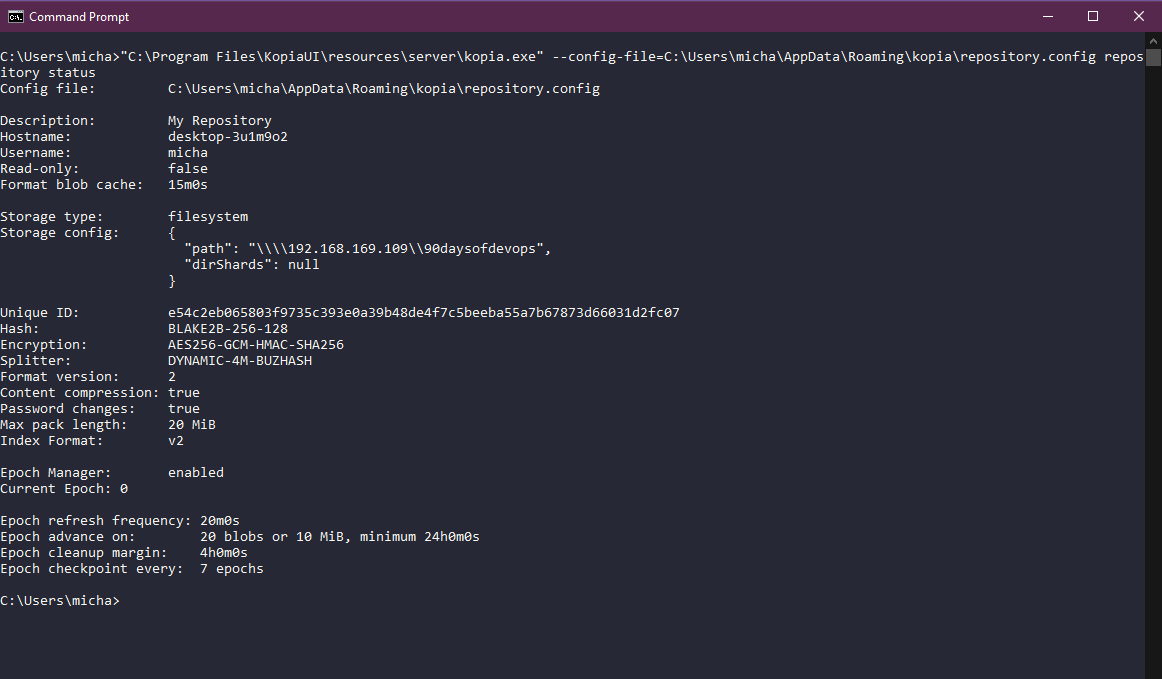 Command Prompt
C:\Users\micha>"C:\Program Files\KopiaUI\resources\server\kopia.exe" --config-file=C:\Users\micha\AppData\Roaming\kopia\repository.config repos
itory status
Config file:         C:\Users\micha\AppData\Roaming\kopia\repository.config
Description:         My Repository
Hostname:            desktop-3u1m9o2
Username:            micha
Read-only:           false
Format blob cache:   15m0s
Storage type:        filesystem
Storage config:      {
                       "path": "\\\\192.168.169.109\\90daysofdevops",
                       "dirShards": null
                     }
Unique ID:           e54c2eb065803f9735c393e0a39b48de4f7c5beeba55a7b67873d66031d2fc07
Hash:                BLAKE2B-256-128
Encryption:          AES256-GCM-HMAC-SHA256
Splitter:            DYNAMIC-4M-BUZHASH
Format version:      2
Content compression: true
Password changes:    true
Max pack length:     20 MiB
Index Format:        v2
Epoch Manager:       enabled
Current Epoch: 0
Epoch refresh frequency: 20m0s
Epoch advance on:        20 blobs or 10 MiB, minimum 24h0m0s
Epoch cleanup margin:    4h0m0s
Epoch checkpoint every:  7 epochs
C:\Users\micha>